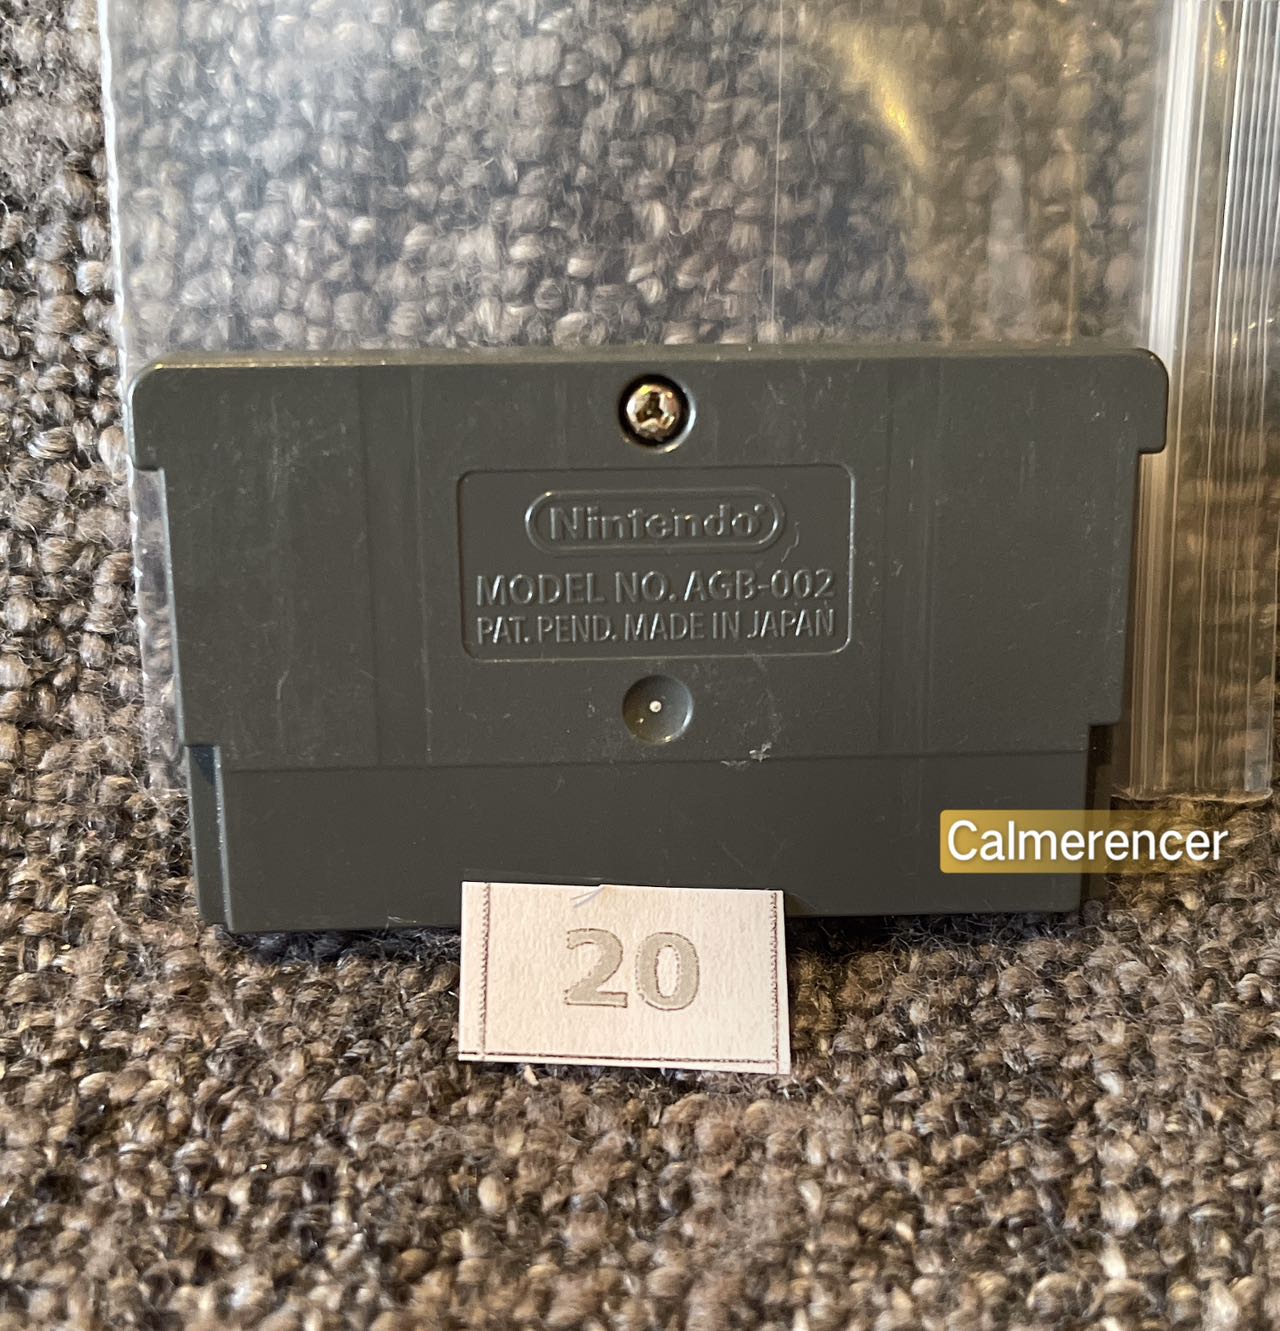 Nintendo®
MODEL NO. AGB-002
PAT. PEND. MADE IN JAPAN
Calmerencer
20